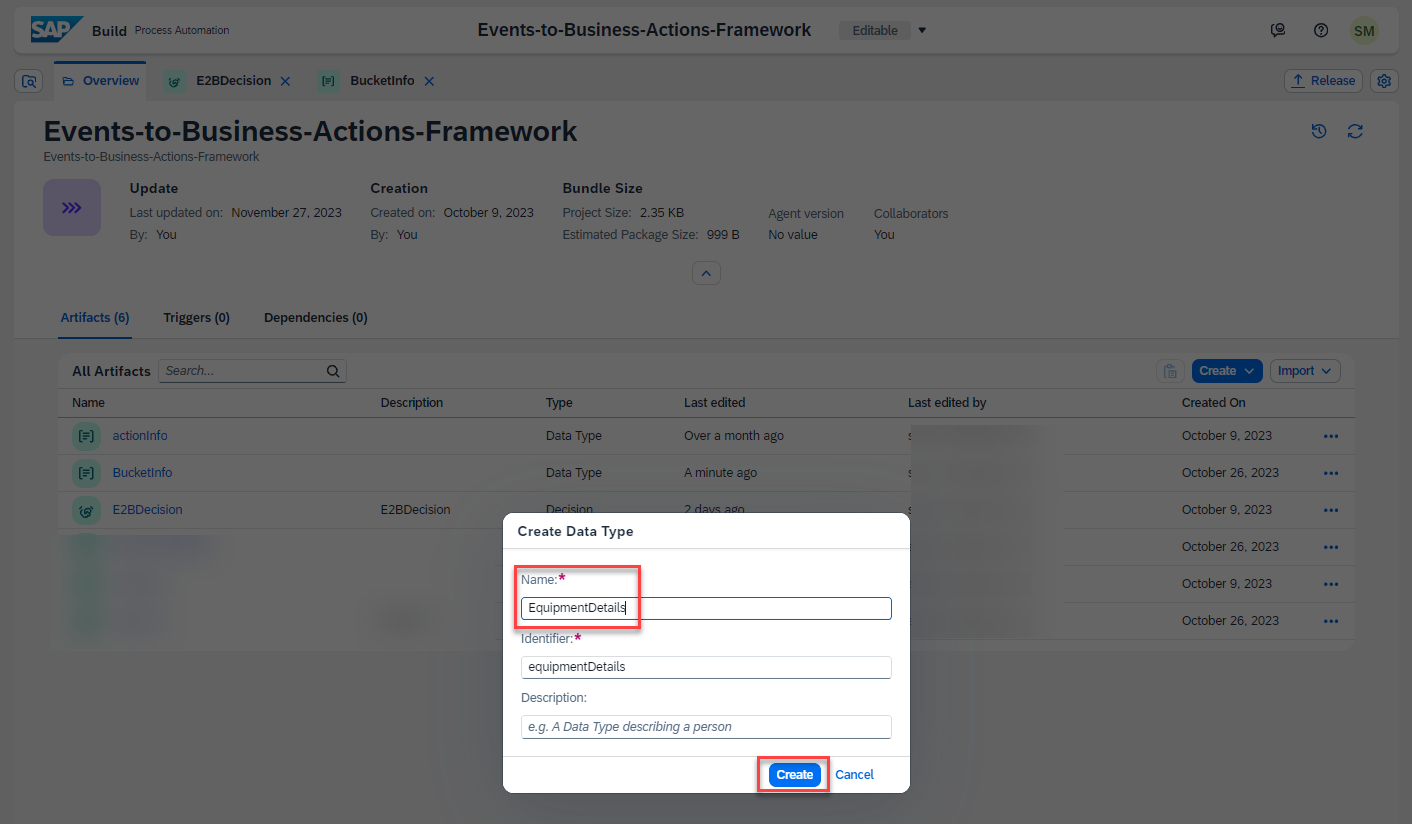 SAP Build Process Automation
Events-to-Business-Actions-Framework
Editable
SM
Overview
E2BDecision
BucketInfo
Release
Events-to-Business-Actions-Framework
Events-to-Business-Actions-Framework
Update
Last updated on: November 27, 2023
By: You
Creation
Created on: October 9, 2023
By: You
Bundle Size
Project Size: 2.35 KB
Estimated Package Size: 999 B
Agent version
No value
Collaborators
You
Artifacts (6)
Triggers (0)
Dependencies (0)
All Artifacts
Search...
Create
Import
Name Description Type Last edited Last edited by Created On
actionInfo Data Type Over a month ago October 9, 2023
BucketInfo Data Type A minute ago October 26, 2023
E2BDecision E2BDecision Decision 2 days ago October 9, 2023
October 26, 2023
October 9, 2023
October 26, 2023
Create Data Type
Name:*
EquipmentDetails
Identifier:*
equipmentDetails
Description:
e.g. A Data Type describing a person
Create
Cancel